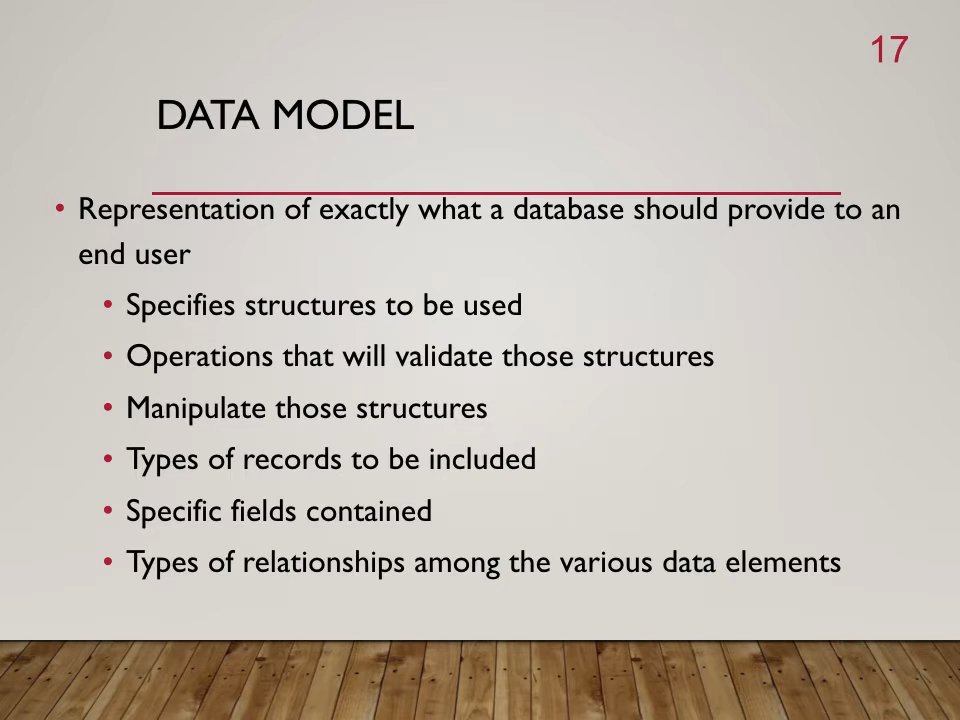 17
DATA MODEL
• Representation of exactly what a database should provide to an
end user
• Specifies structures to be used
• Operations that will validate those structures
• Manipulate those structures
• Types of records to be included
• Specific fields contained
• Types of relationships among the various data elements